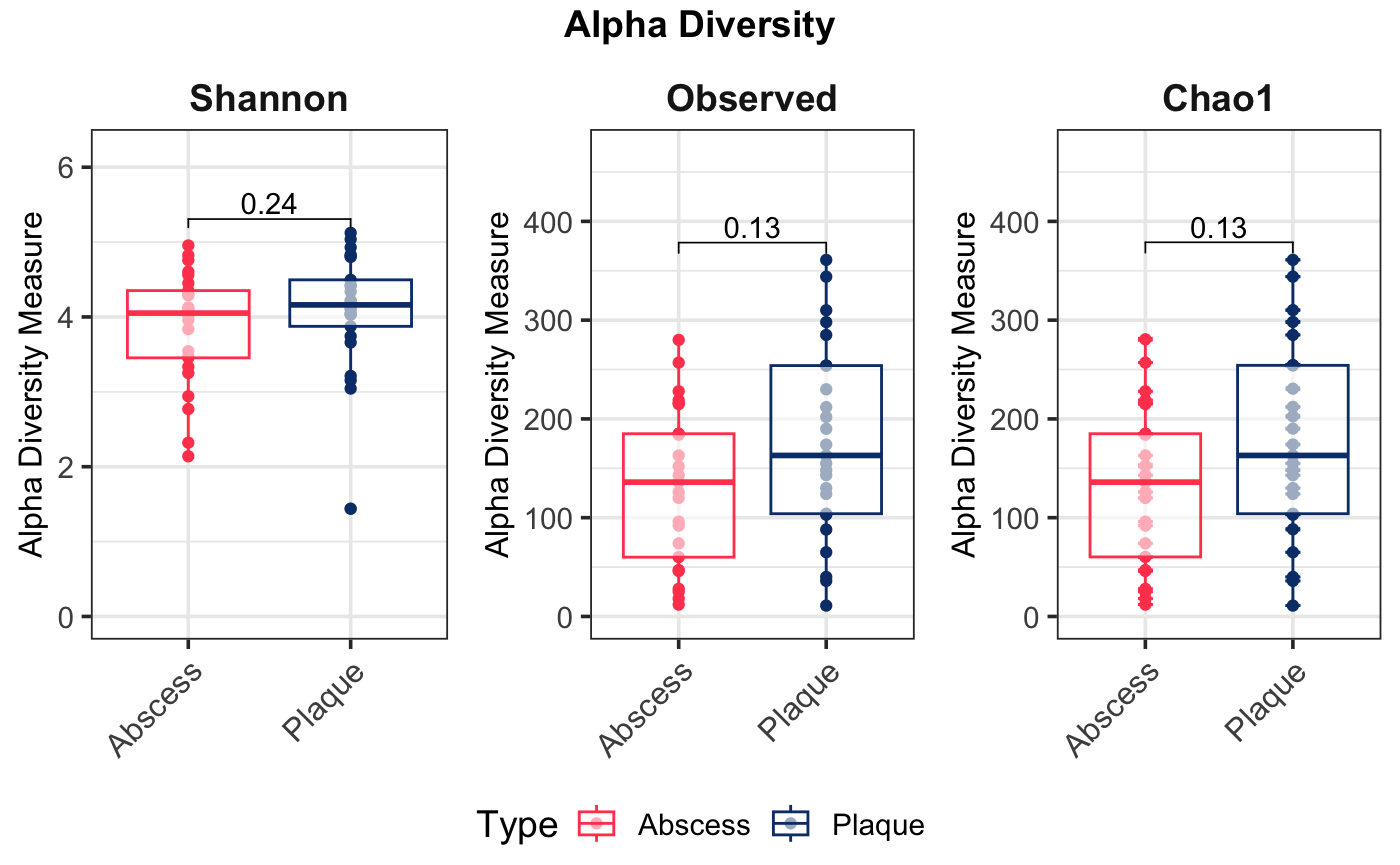 Alpha Diversity
Shannon
Alpha Diversity Measure
6
4
2
0
0.24
Abscess
Plaque
Observed
Alpha Diversity Measure
400
300
200
100
0
0.13
Abscess
Plaque
Chao1
Alpha Diversity Measure
400
300
200
100
0
0.13
Abscess
Plaque
Type Abscess Plaque